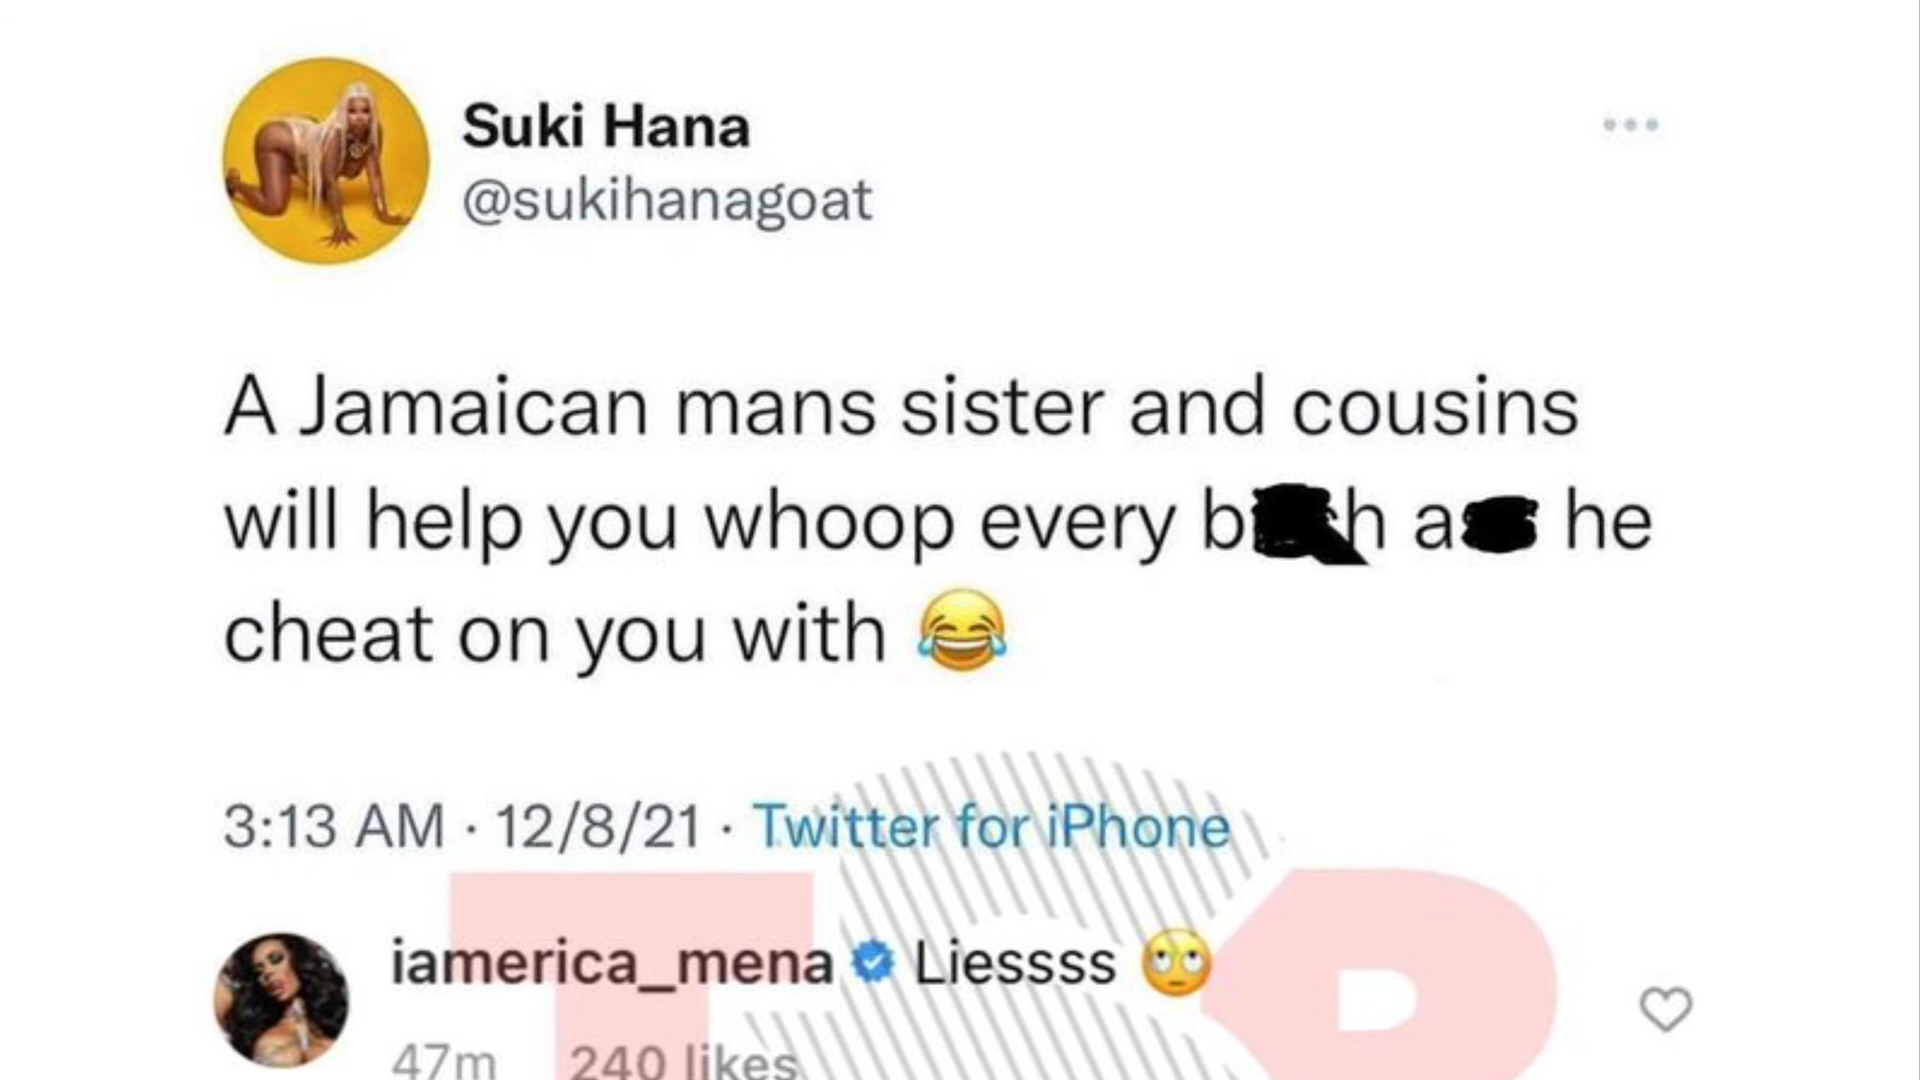 Suki Hana
@sukihanagoat
A Jamaican mans sister and cousins
will help you whoop every b h a he
cheat on you with 😂
3:13 AM · 12/8/21 · Twitter for iPhone
iamerica_mena Liessss 🙄
47m 240 likes